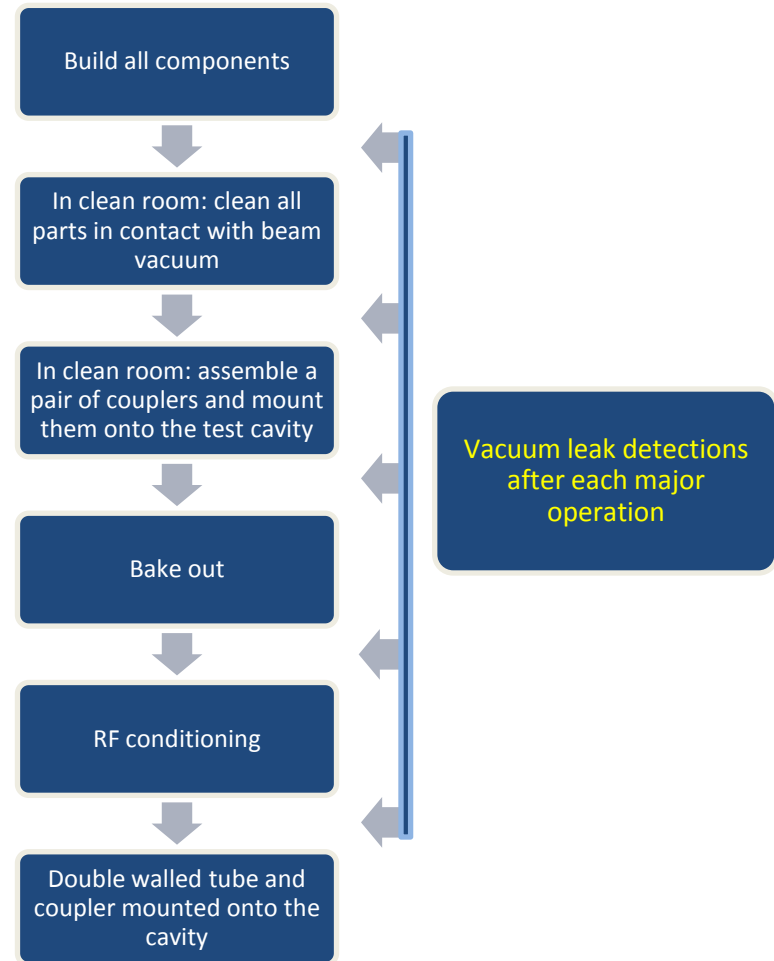 Build all components
In clean room: clean all
parts in contact with beam
vacuum
In clean room: assemble a
pair of couplers and mount
them onto the test cavity
Vacuum leak detections
after each major
operation
Bake out
RF conditioning
Double walled tube and
coupler mounted onto the
cavity